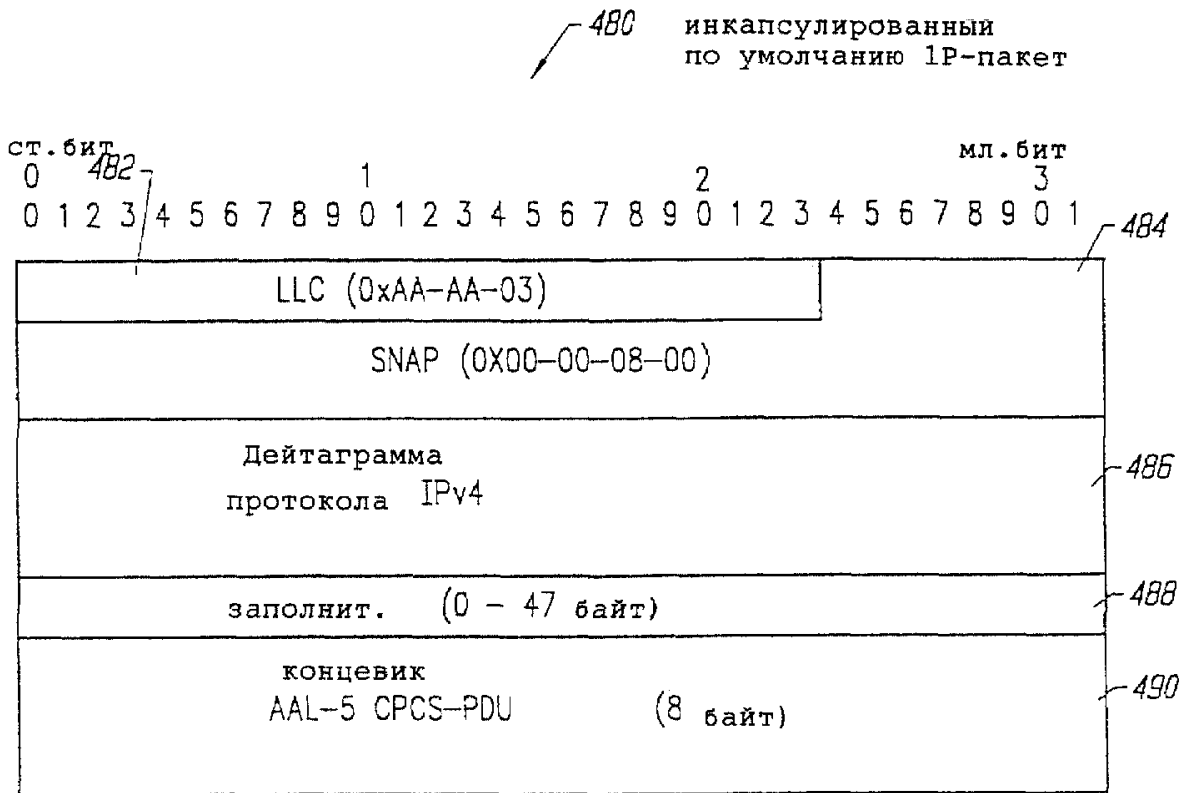 480 инкапсулированный
по умолчанию 1P-пакет
ст.бит мл.бит
0 482 1 2 3
0 1 2 3 4 5 6 7 8 9 0 1 2 3 4 5 6 7 8 9 0 1 2 3 4 5 6 7 8 9 0 1
484
LLC (0xAA-AA-03)
SNAP (0X00-00-08-00)
Дейтаграмма
протокола IPv4
486
заполнит. (0 - 47 байт)
488
концевик
AAL-5 CPCS-PDU (8 байт)
490